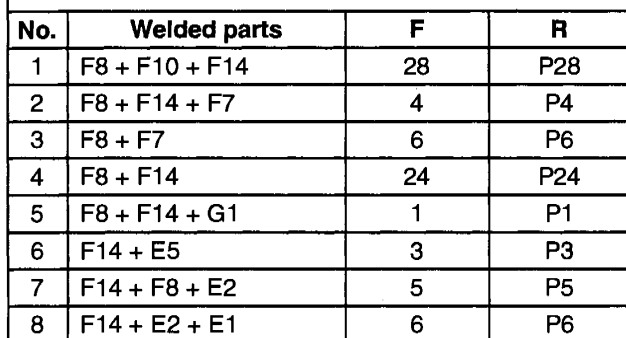 No. Welded parts F R
1 F8 + F10 + F14 28 P28
2 F8 + F14 + F7 4 P4
3 F8 + F7 6 P6
4 F8 + F14 24 P24
5 F8 + F14 + G1 1 P1
6 F14 + E5 3 P3
7 F14 + F8 + E2 5 P5
8 F14 + E2 + E1 6 P6